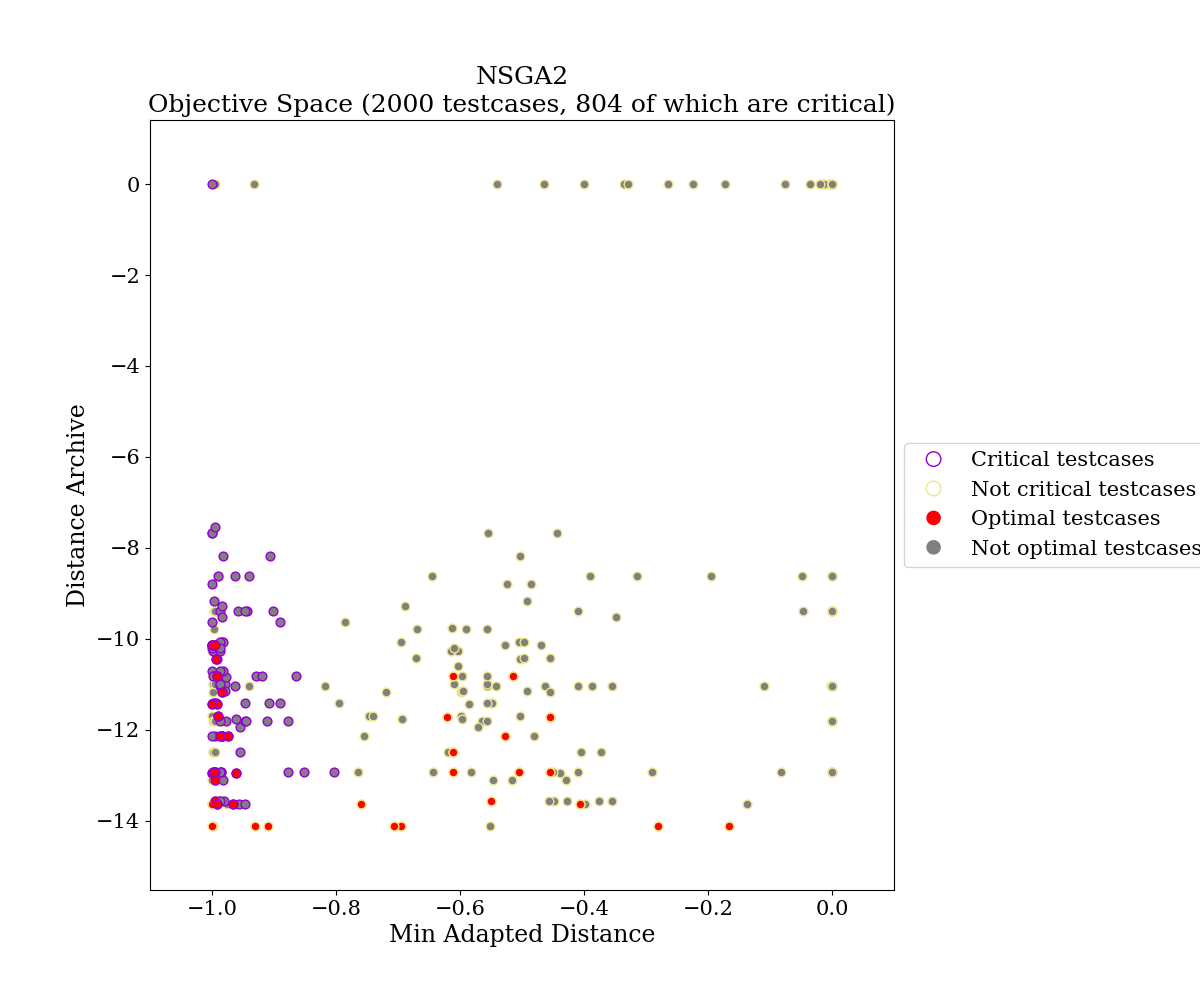 NSGA2
Objective Space (2000 testcases, 804 of which are critical)
0
−2
−4
−6
−8
−10
−12
−14
Distance Archive
−1.0
−0.8
−0.6
−0.4
−0.2
0.0
Min Adapted Distance
Critical testcases
Not critical testcases
Optimal testcases
Not optimal testcases